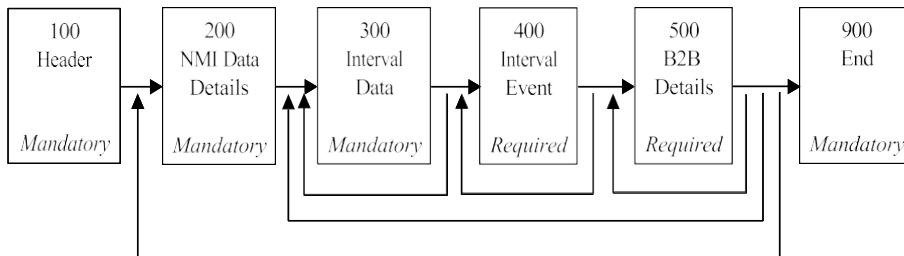 100
Header
Mandatory
200
NMI Data
Details
Mandatory
300
Interval
Data
Mandatory
400
Interval
Event
Required
500
B2B
Details
Required
900
End
Mandatory